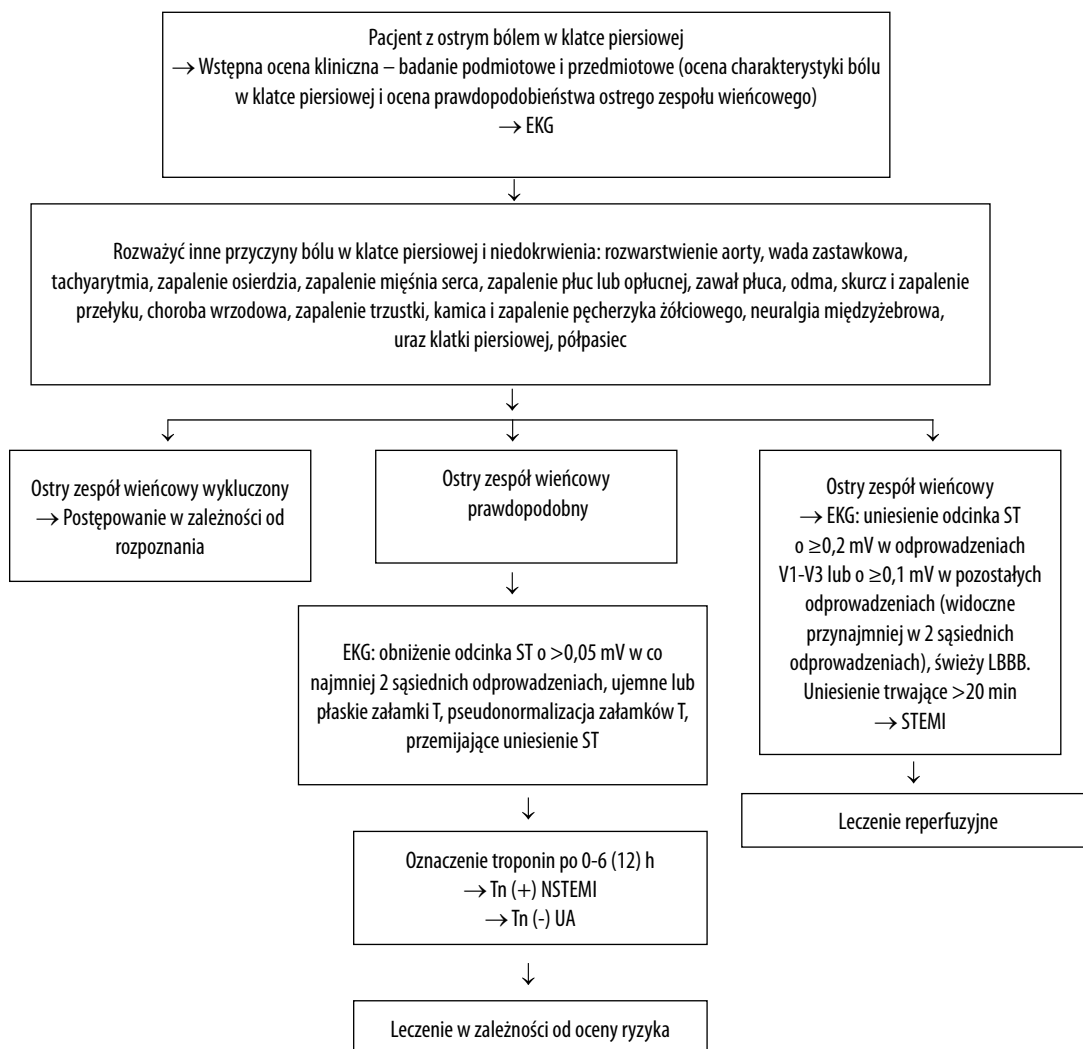 Pacjent z ostrym bólem w klatce piersiowej
→ Wstępna ocena kliniczna – badanie podmiotowe i przedmiotowe (ocena charakterystyki bólu
w klatce piersiowej i ocena prawdopodobieństwa ostrego zespołu wieńcowego)
→ EKG
Rozważyć inne przyczyny bólu w klatce piersiowej i niedokrwienia: rozwarstwienie aorty, wada zastawkowa,
tachyarytmia, zapalenie osierdzia, zapalenie mięśnia serca, zapalenie płuc lub opłucnej, zawał płuca, odma, skurcz i zapalenie
przełyku, choroba wrzodowa, zapalenie trzustki, kamica i zapalenie pęcherzyka żółciowego, neuralgia międzyżebrowa,
uraz klatki piersiowej, półpasiec
Ostry zespół wieńcowy wykluczony
→ Postępowanie w zależności od
rozpoznania
Ostry zespół wieńcowy
prawdopodobny
EKG: obniżenie odcinka ST o >0,05 mV w co
najmniej 2 sąsiednich odprowadzeniach, ujemne lub
płaskie załamki T, pseudonormalizacja załamków T,
przemijające uniesienie ST
Oznaczenie troponin po 0-6 (12) h
→ Tn (+) NSTEMI
→ Tn (-) UA
Leczenie w zależności od oceny ryzyka
Ostry zespół wieńcowy
→ EKG: uniesienie odcinka ST
o ≥0,2 mV w odprowadzeniach
V1-V3 lub o ≥0,1 mV w pozostałych
odprowadzeniach (widoczne
przynajmniej w 2 sąsiednich
odprowadzeniach), świeży LBBB.
Uniesienie trwające >20 min
→ STEMI
Leczenie reperfuzyjne